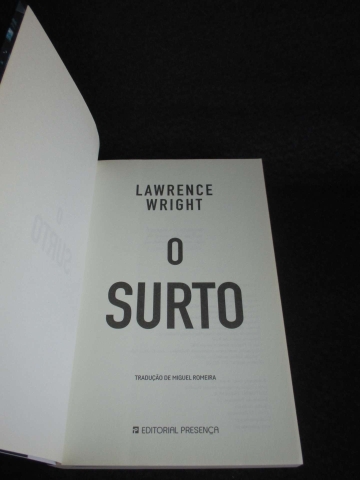 LAWRENCE
WRIGHT
O
SURTO
TRADUÇÃO DE MIGUEL ROMEIRA
EDITORIAL PRESENÇA